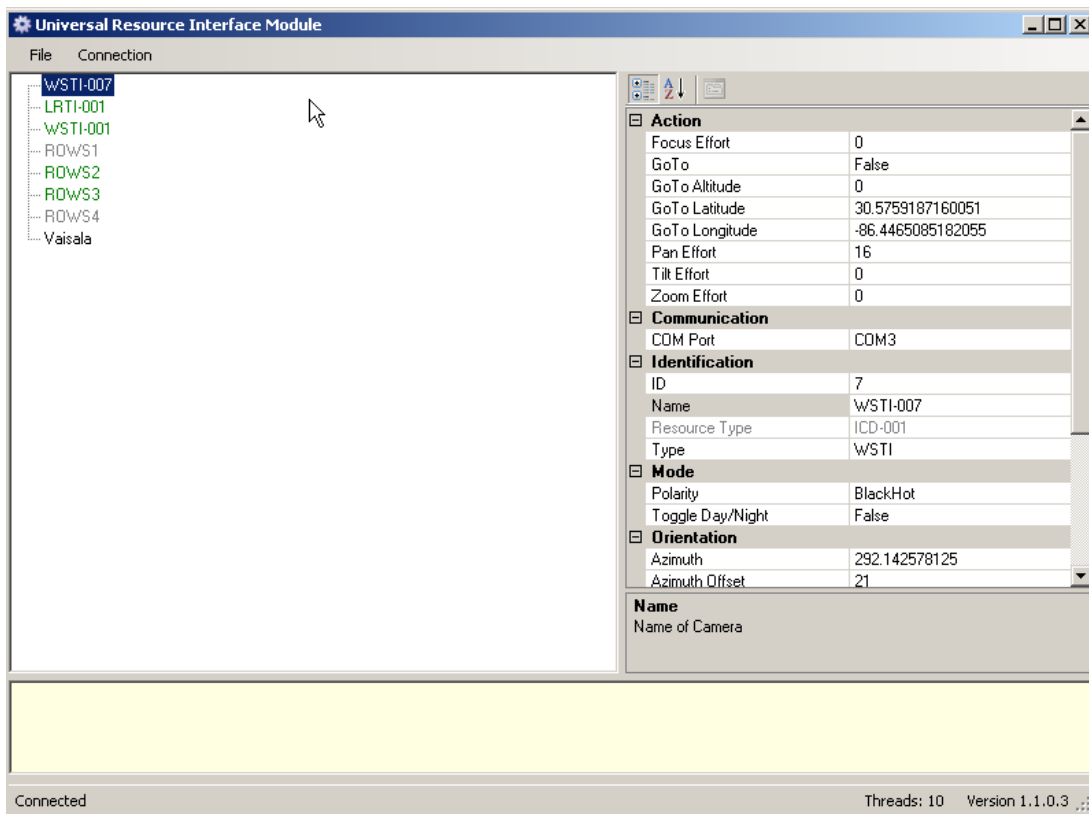 Universal Resource Interface Module
File Connection
WSTI-007
LRTI-001
WSTI-001
ROWS1
ROWS2
ROWS3
ROWS4
Vaisala
A
Z
Action
Focus Effort 0
GoTo False
GoTo Altitude 0
GoTo Latitude 30.5759187160051
GoTo Longitude -86.4465085182055
Pan Effort 16
Tilt Effort 0
Zoom Effort 0
Communication
COM Port COM3
Identification
ID 7
Name WSTI-007
Resource Type ICD-001
Type WSTI
Mode
Polarity BlackHot
Toggle Day/Night False
Orientation
Azimuth 292.142578125
Azimuth Offset 21
Name
Name of Camera
Connected Threads: 10 Version 1.1.0.3